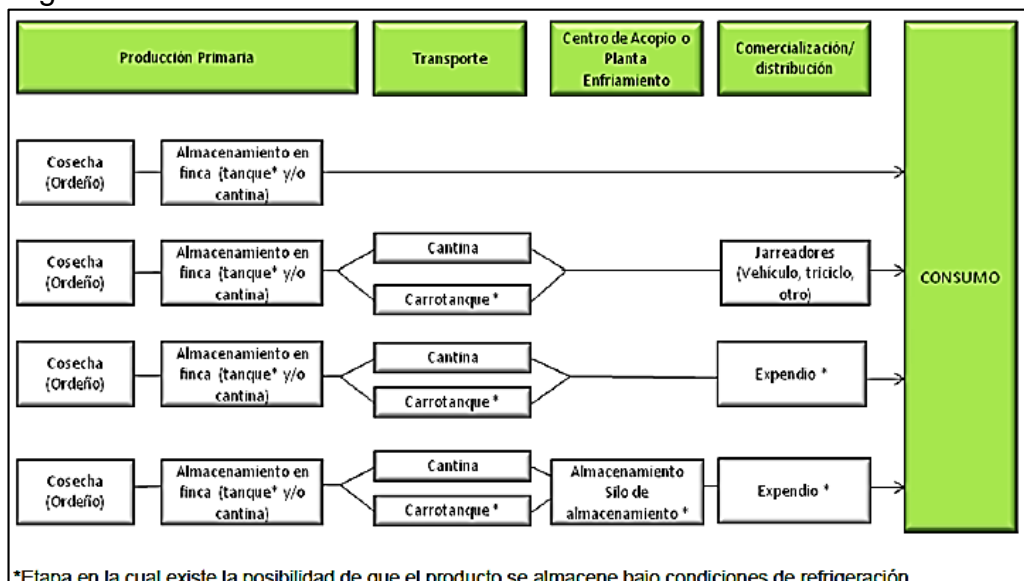 Producción Primaria
Transporte
Centro de Acopio o
Planta
Enfriamiento
Comercialización/
distribución
Cosecha
(Ordeño)
Almacenamiento en
finca (tanque* y/o
cantina)
CONSUMO
Cosecha
(Ordeño)
Almacenamiento en
finca (tanque* y/o
cantina)
Cantina
Carrotanque *
Jarreadores
(Vehículo, triciclo,
otro)
Cosecha
(Ordeño)
Almacenamiento en
finca (tanque* y/o
cantina)
Cantina
Carrotanque *
Expendio *
Cosecha
(Ordeño)
Almacenamiento en
finca (tanque* y/o
cantina)
Cantina
Carrotanque *
Almacenamiento
Silo de
almacenamiento *
Expendio *
*Etapa en la cual existe la posibilidad de que el producto se almacene bajo condiciones de refrigeración